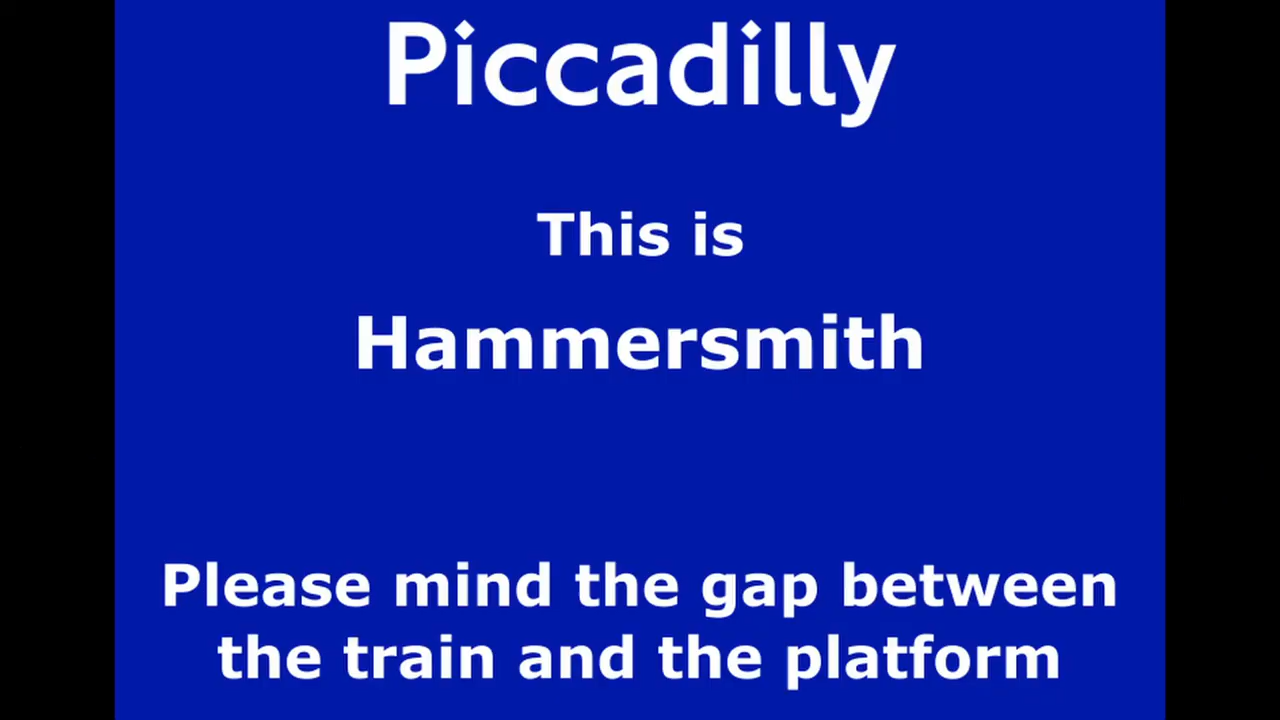 Piccadilly
This is
Hammersmith
Please mind the gap between
the train and the platform